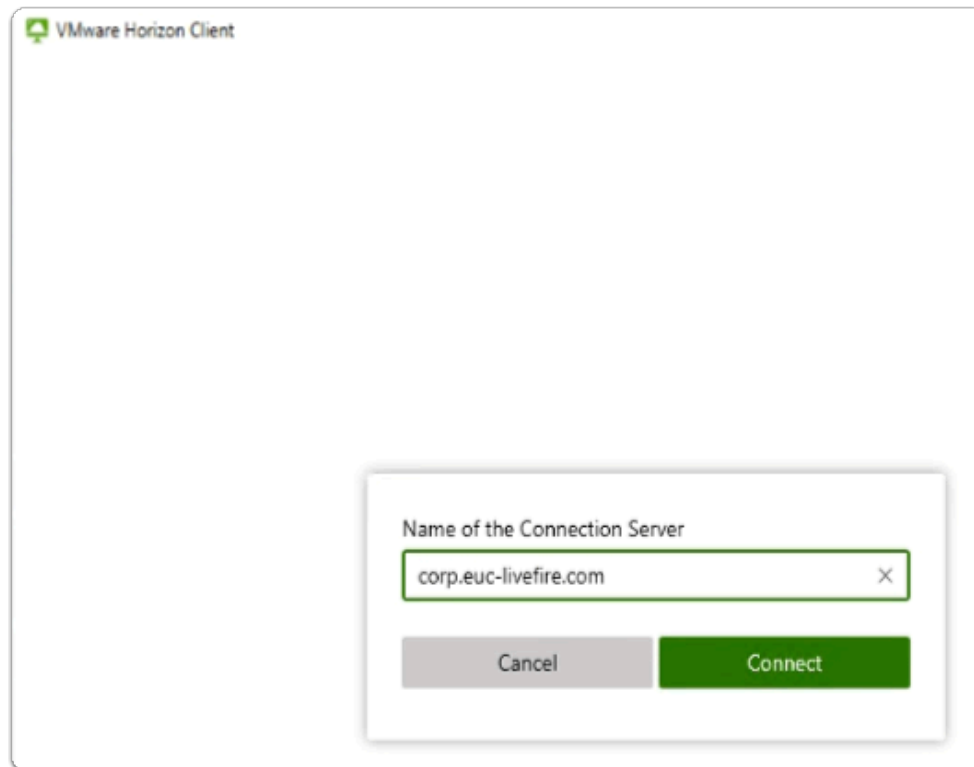 VMware Horizon Client
Name of the Connection Server
corp.euc-livefire.com
Cancel Connect